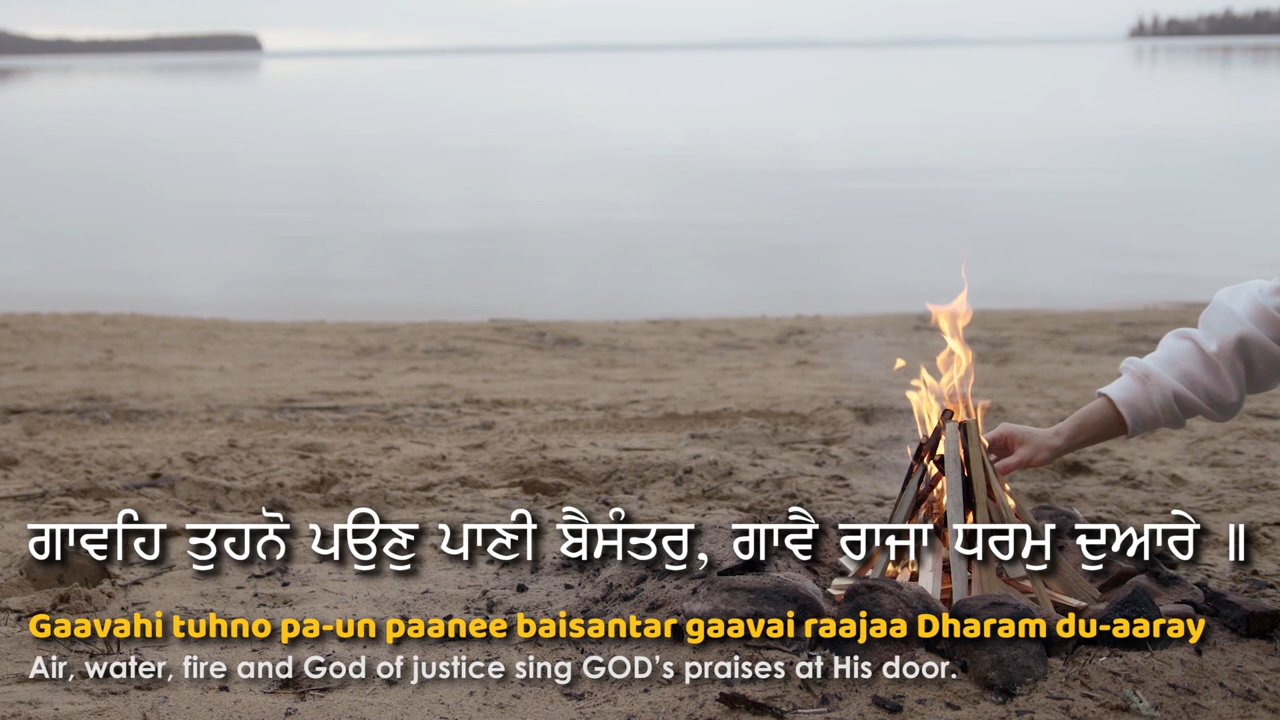 ਗਾਵਹਿ ਤੁਹਨੋ ਪਉਣੁ ਪਾਣੀ ਬੈਸੰਤਰੁ, ਗਾਵੈ ਰਾਜਾ ਧਰਮੁ ਦੁਆਰੇ ॥
Gaavahi tuhno pa-un paanee baisantar gaavai raajaa Dharam du-aaray
Air, water, fire and God of justice sing GOD's praises at His door.